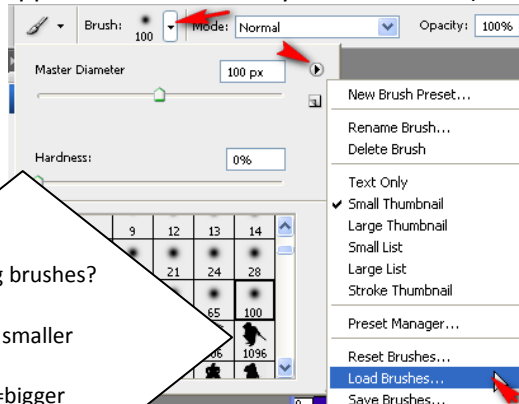 Brush: 100 Mode: Normal Opacity: 100%
Master Diameter 100 px
Hardness: 0%
9 12 13 14
21 24 28
65 100
1096
g brushes?
smaller
=bigger
New Brush Preset...
Rename Brush...
Delete Brush
Text Only
✔ Small Thumbnail
Large Thumbnail
Small List
Large List
Stroke Thumbnail
Preset Manager...
Reset Brushes...
Load Brushes...
Save Brushes...